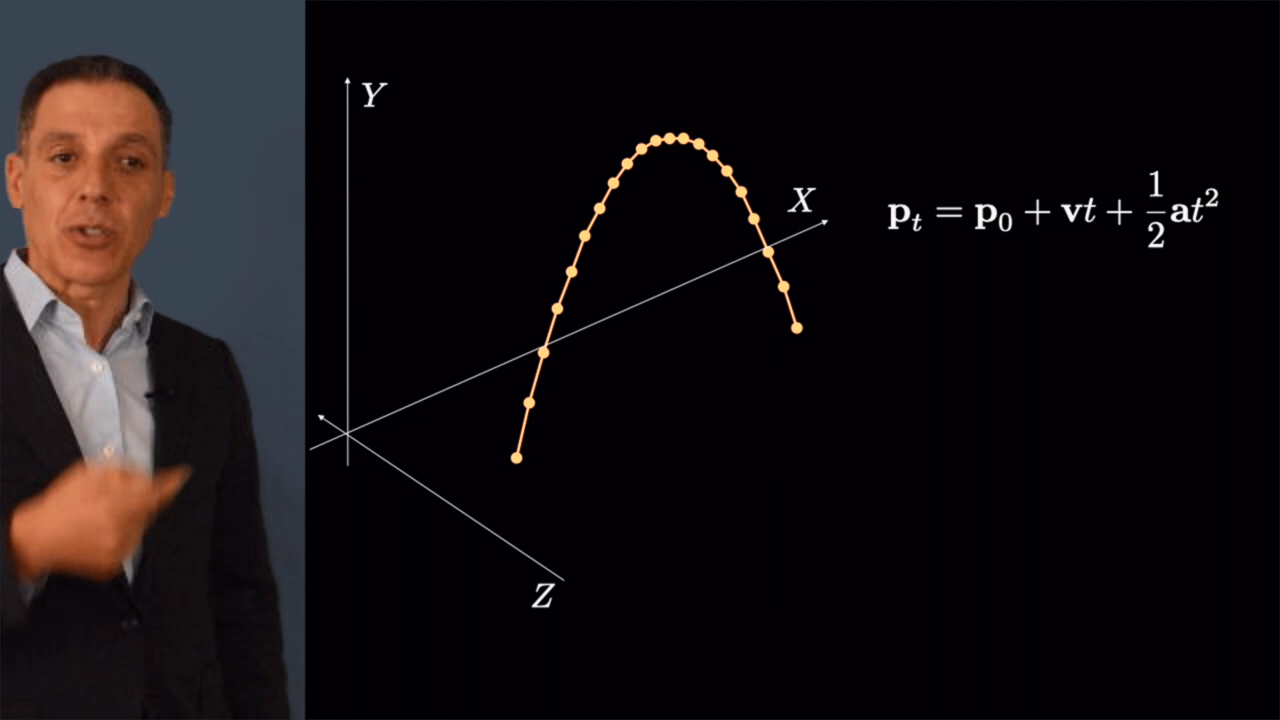 Y
X
𝐩ₜ = 𝐩₀ + 𝐯t + ½𝐚t²
Z